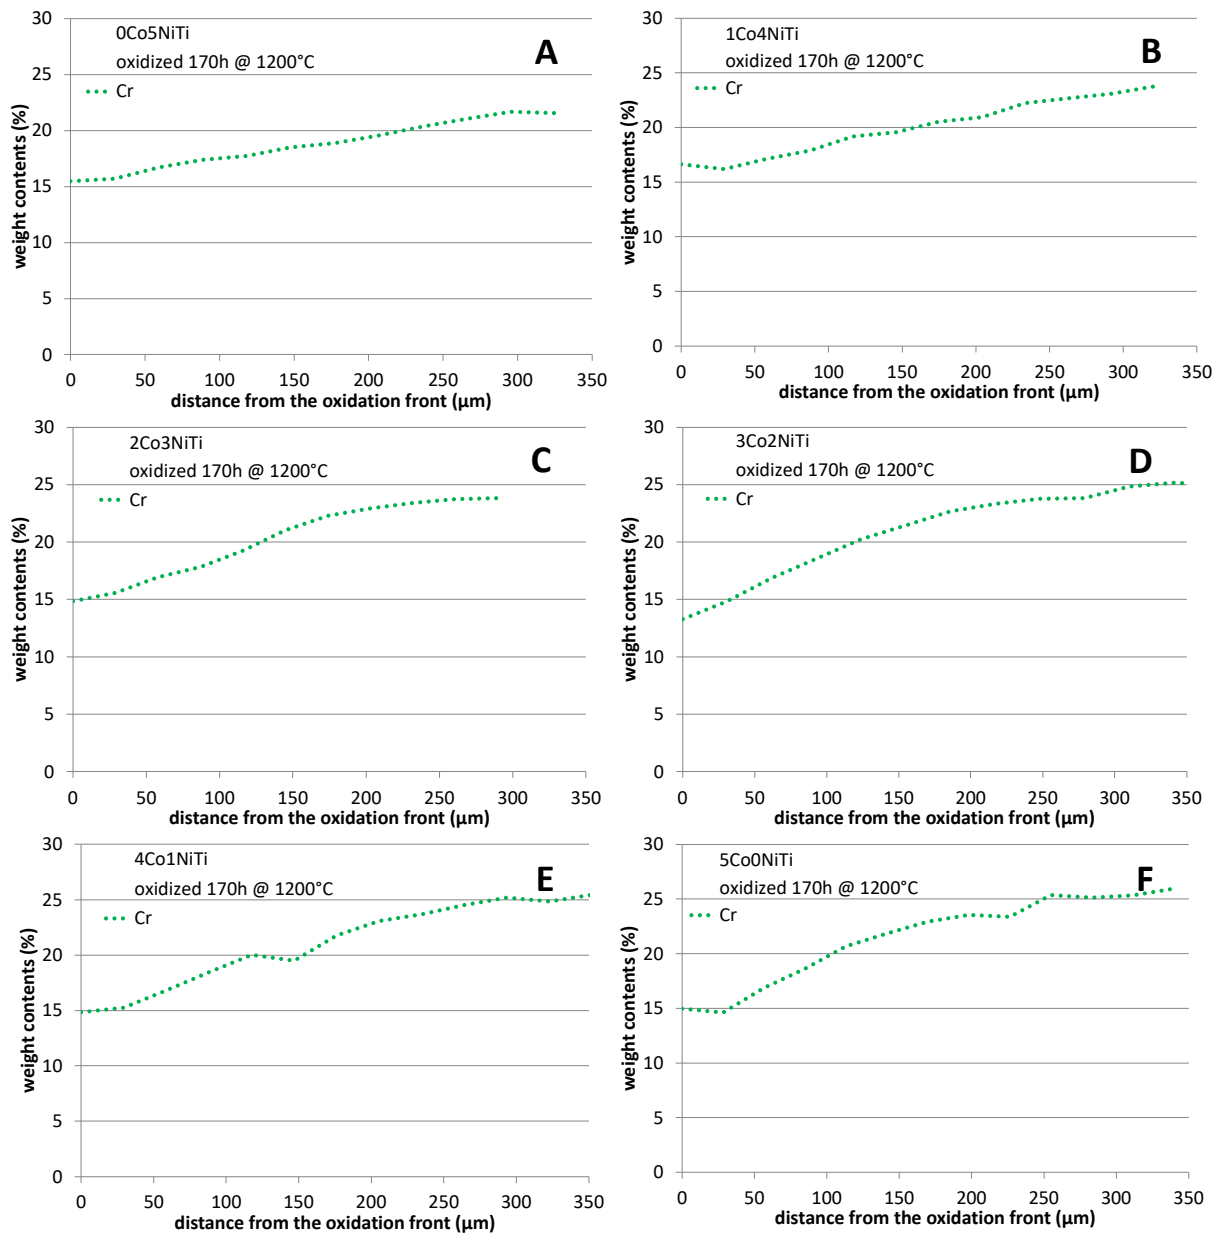 0Co5NiTi
oxidized 170h @ 1200°C
Cr
A
weight contents (%)
30
25
20
15
10
5
0
0 50 100 150 200 250 300 350
distance from the oxidation front (µm)
1Co4NiTi
oxidized 170h @ 1200°C
Cr
B
weight contents (%)
30
25
20
15
10
5
0
0 50 100 150 200 250 300 350
distance from the oxidation front (µm)
2Co3NiTi
oxidized 170h @ 1200°C
Cr
C
weight contents (%)
30
25
20
15
10
5
0
0 50 100 150 200 250 300 350
distance from the oxidation front (µm)
3Co2NiTi
oxidized 170h @ 1200°C
Cr
D
weight contents (%)
30
25
20
15
10
5
0
0 50 100 150 200 250 300 350
distance from the oxidation front (µm)
4Co1NiTi
oxidized 170h @ 1200°C
Cr
E
weight contents (%)
30
25
20
15
10
5
0
0 50 100 150 200 250 300 350
distance from the oxidation front (µm)
5Co0NiTi
oxidized 170h @ 1200°C
Cr
F
weight contents (%)
30
25
20
15
10
5
0
0 50 100 150 200 250 300 350
distance from the oxidation front (µm)